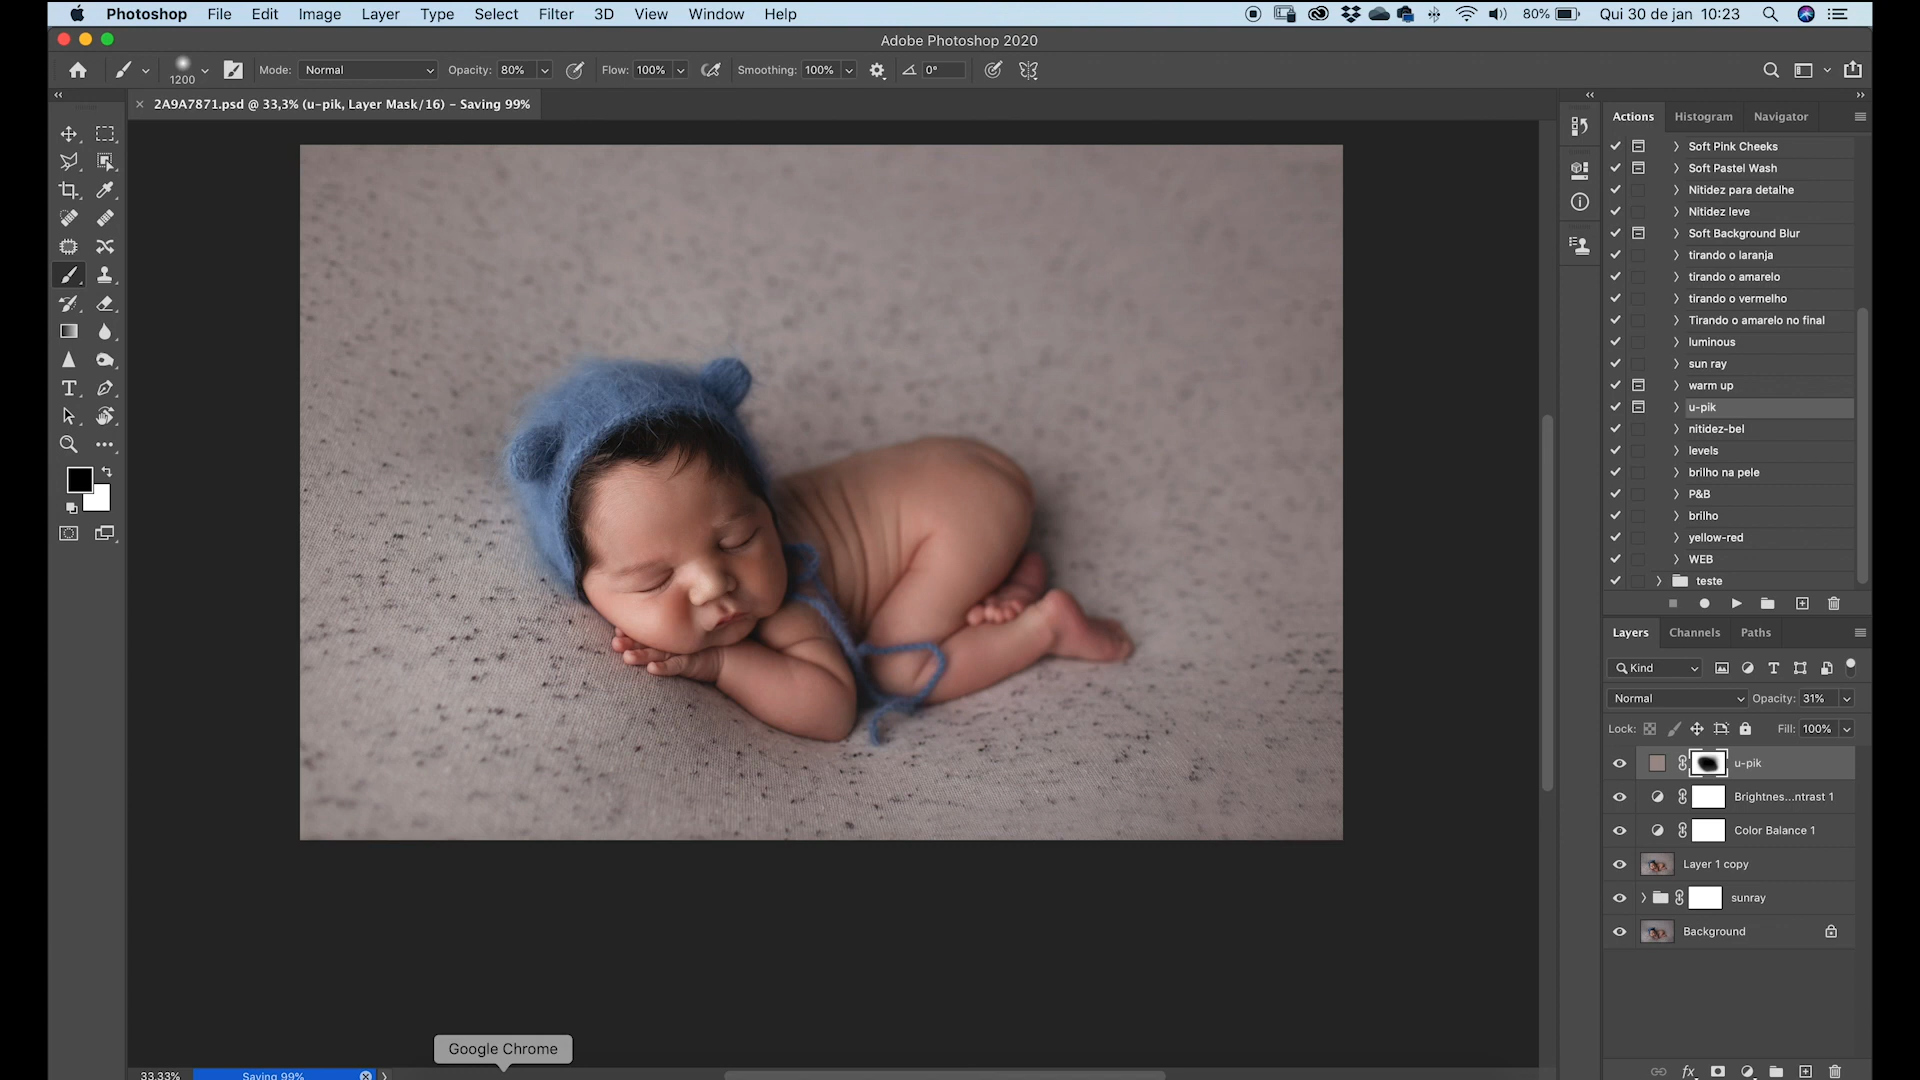 Photoshop File Edit Image Layer Type Select Filter 3D View Window Help 80% Qui 30 de jan 10:23
Adobe Photoshop 2020
1200 Mode: Normal Opacity: 80% Flow: 100% Smoothing: 100% 0°
2A9A7871.psd @ 33,3% (u-pik, Layer Mask/16) - Saving 99%
Actions Histogram Navigator
Soft Pink Cheeks
Soft Pastel Wash
Nitidez para detalhe
Nitidez leve
Soft Background Blur
tirando o laranja
tirando o amarelo
tirando o vermelho
Tirando o amarelo no final
luminous
sun ray
warm up
u-pik
nitidez-bel
levels
brilho na pele
P&B
brilho
yellow-red
WEB
teste
Layers Channels Paths
Kind
Normal Opacity: 31%
Lock: Fill: 100%
u-pik
Brightnes...ntrast 1
Color Balance 1
Layer 1 copy
sunray
Background
Google Chrome
33,33% Saving 99%
fx